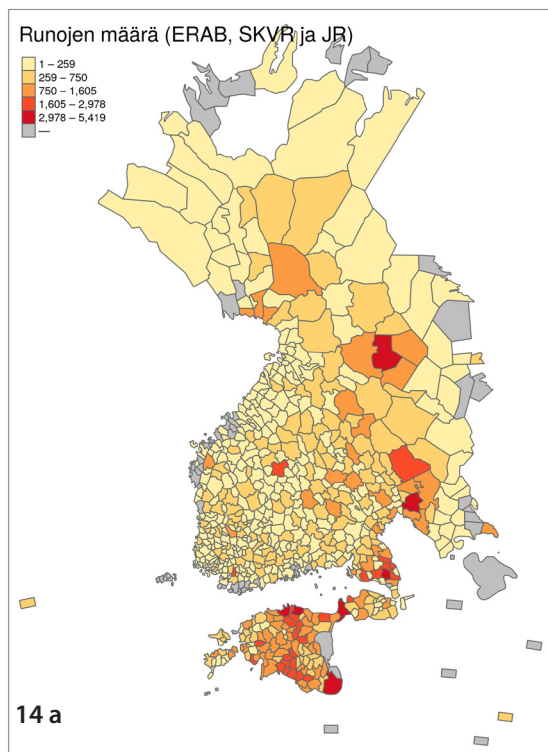 Runojen määrä (ERAB, SKVR ja JR)
1 – 259
259 – 750
750 – 1,605
1,605 – 2,978
2,978 – 5,419
—
14 a